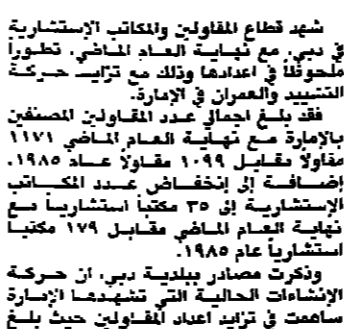 شهد قطاع المقاولين والمكاتب الإستشارية
في دبي، مع نهاية العام الماضي، تطوراً
ملحوظاً في اعدادها وذلك مع تزايد حركة
التشييد والعمران في الإمارة.
فقد بلغ اجمالي عدد المقاولين المصنفين
بالإمارة مع نهاية العام الماضي ١١٧١
مقاولاً مقابل ١٠٩٩ مقاولاً عام ١٩٨٥،
إضافة إلى إنخفاض عدد المكاتب
الإستشارية إلى ٣٥ مكتباً استشارياً مع
نهاية العام الماضي مقابل ١٧٩ مكتبا
استشارياً عام ١٩٨٥.
وذكرت مصادر ببلدية دبي، ان حركة
الإنشاءات الحالية التي تشهدها الإمارة
ساهمت في تزايد اعداد المقاولين حيث بلغ